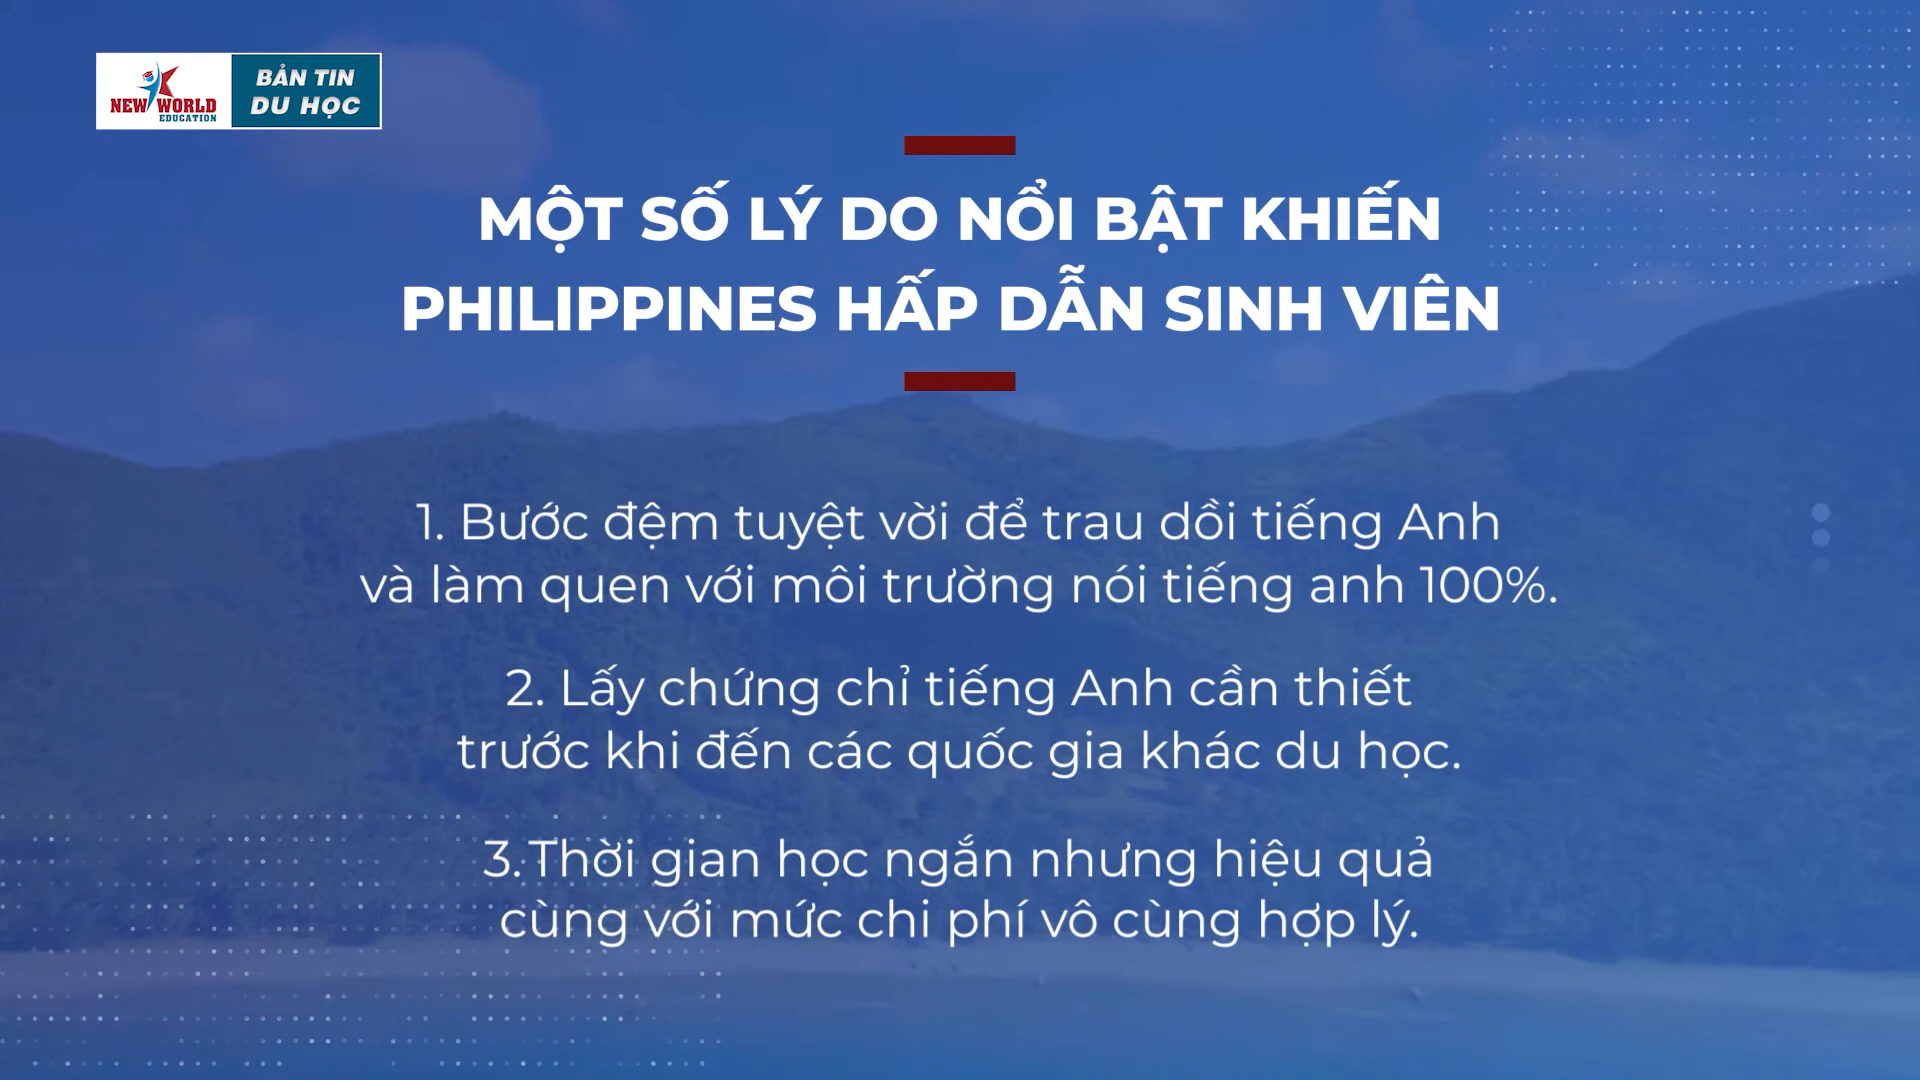 NEW WORLD
EDUCATION
BẢN TIN
DU HỌC
MỘT SỐ LÝ DO NỔI BẬT KHIẾN
PHILIPPINES HẤP DẪN SINH VIÊN
1. Bước đệm tuyệt vời để trau dồi tiếng Anh
và làm quen với môi trường nói tiếng anh 100%.
2. Lấy chứng chỉ tiếng Anh cần thiết
trước khi đến các quốc gia khác du học.
3.Thời gian học ngắn nhưng hiệu quả
cùng với mức chi phí vô cùng hợp lý.